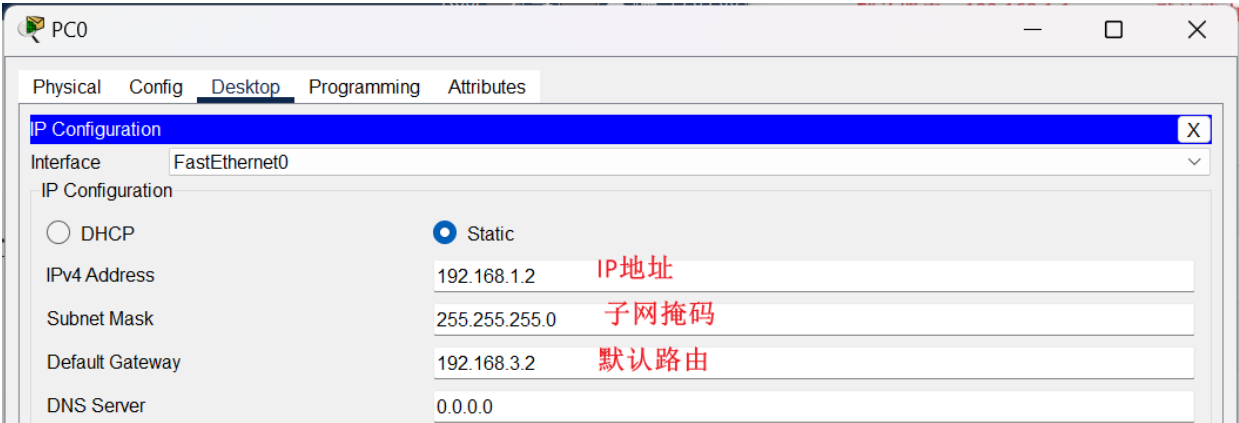 PC0
Physical Config Desktop Programming Attributes
IP Configuration X
Interface FastEthernet0
IP Configuration
DHCP Static
IPv4 Address 192.168.1.2 IP地址
Subnet Mask 255.255.255.0 子网掩码
Default Gateway 192.168.3.2 默认路由
DNS Server 0.0.0.0